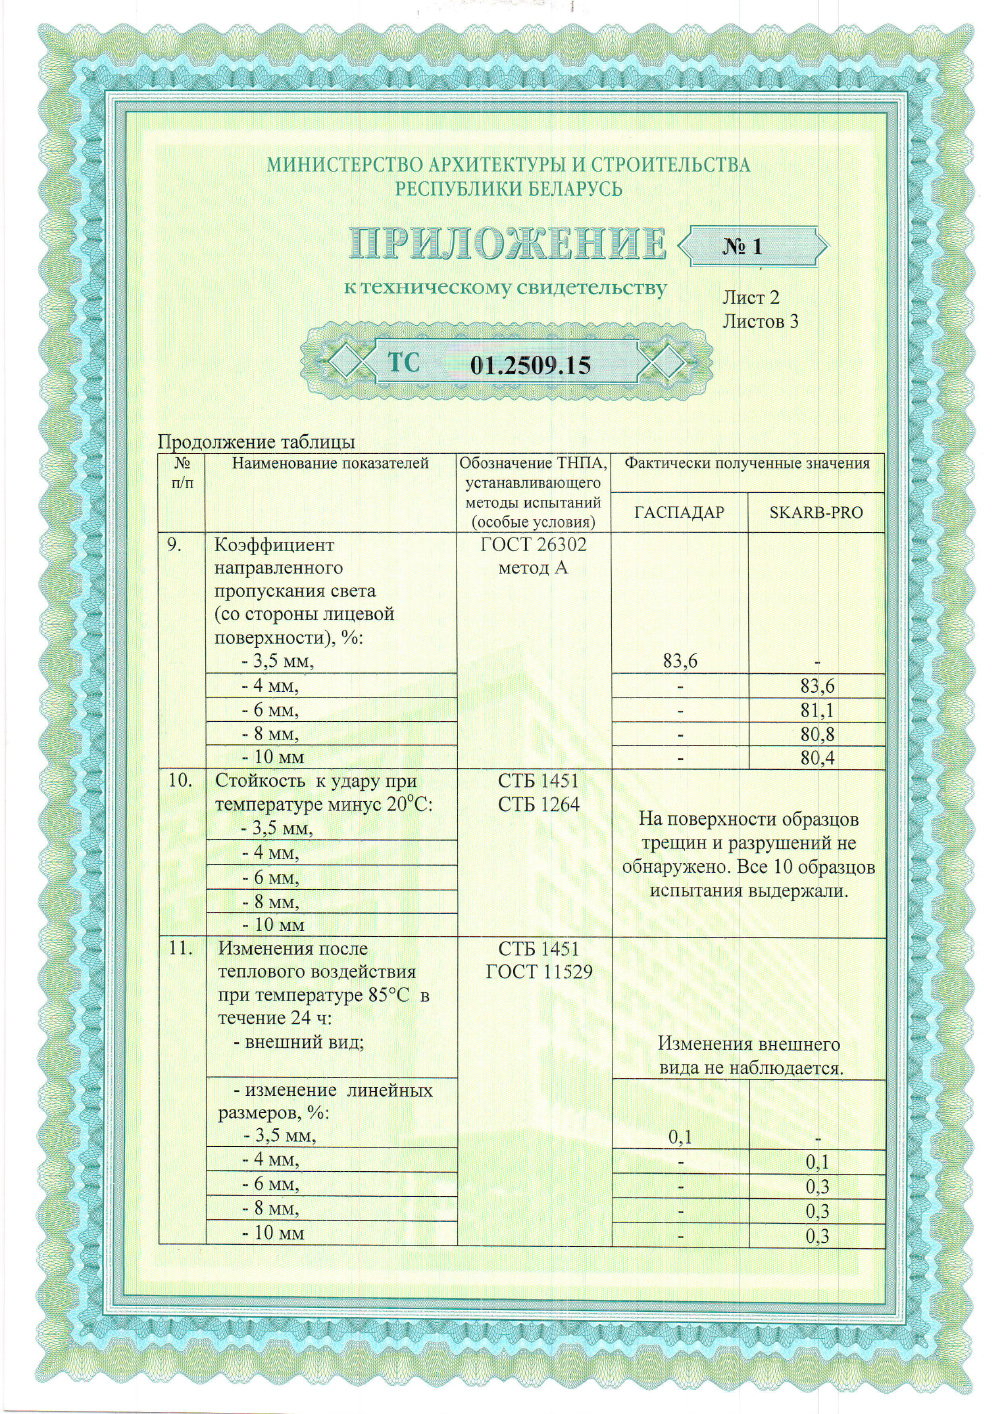 МИНИСТЕРСТВО АРХИТЕКТУРЫ И СТРОИТЕЛЬСТВА
РЕСПУБЛИКИ БЕЛАРУСЬ
ПРИЛОЖЕНИЕ
№ 1
к техническому свидетельству
Лист 2
Листов 3
ТС 01.2509.15
Продолжение таблицы
№ п/п
Наименование показателей
Обозначение ТНПА,
устанавливающего
методы испытаний
(особые условия)
Фактически полученные значения
ГАСПАДАР
SKARB-PRO
9.
Коэффициент
направленного
пропускания света
(со стороны лицевой
поверхности), %:
ГОСТ 26302
метод А
- 3,5 мм, 83,6 -
- 4 мм, - 83,6
- 6 мм, - 81,1
- 8 мм, - 80,8
- 10 мм - 80,4
10.
Стойкость к удару при
температуре минус 20°С:
- 3,5 мм,
- 4 мм,
- 6 мм,
- 8 мм,
- 10 мм
СТБ 1451
СТБ 1264
На поверхности образцов
трещин и разрушений не
обнаружено. Все 10 образцов
испытания выдержали.
11.
Изменения после
теплового воздействия
при температуре 85°С в
течение 24 ч:
- внешний вид;
СТБ 1451
ГОСТ 11529
Изменения внешнего
вида не наблюдается.
- изменение линейных
размеров, %:
- 3,5 мм, 0,1 -
- 4 мм, - 0,1
- 6 мм, - 0,3
- 8 мм, - 0,3
- 10 мм - 0,3